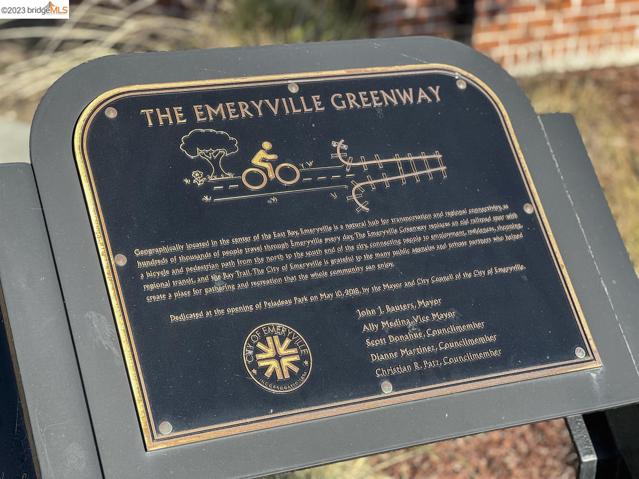 ©2023 bridgeMLS
THE EMERYVILLE GREENWAY
Geographically located in the center of the East Bay, Emeryville is a natural hub for transportation and regional connectivity, as
hundreds of thousands of people travel through Emeryville every day. The Emeryville Greenway replaces an old railroad spur with
a bicycle and pedestrian path from the north to the south end of the city, connecting people to employment, residences, shopping,
regional transit, and the Bay Trail. The City of Emeryville is grateful to the many public agencies and private partners who helped
create a place for gathering and recreation that the whole community can enjoy.
Dedicated at the opening of Peladeau Park on May 10, 2018, by the Mayor and City Council of the City of Emeryville.
John J. Bauters, Mayor
Ally Medina, Vice Mayor
Scott Donahue, Councilmember
Dianne Martinez, Councilmember
Christian R. Patz, Councilmember
CITY OF EMERYVILLE
INCORPORATED